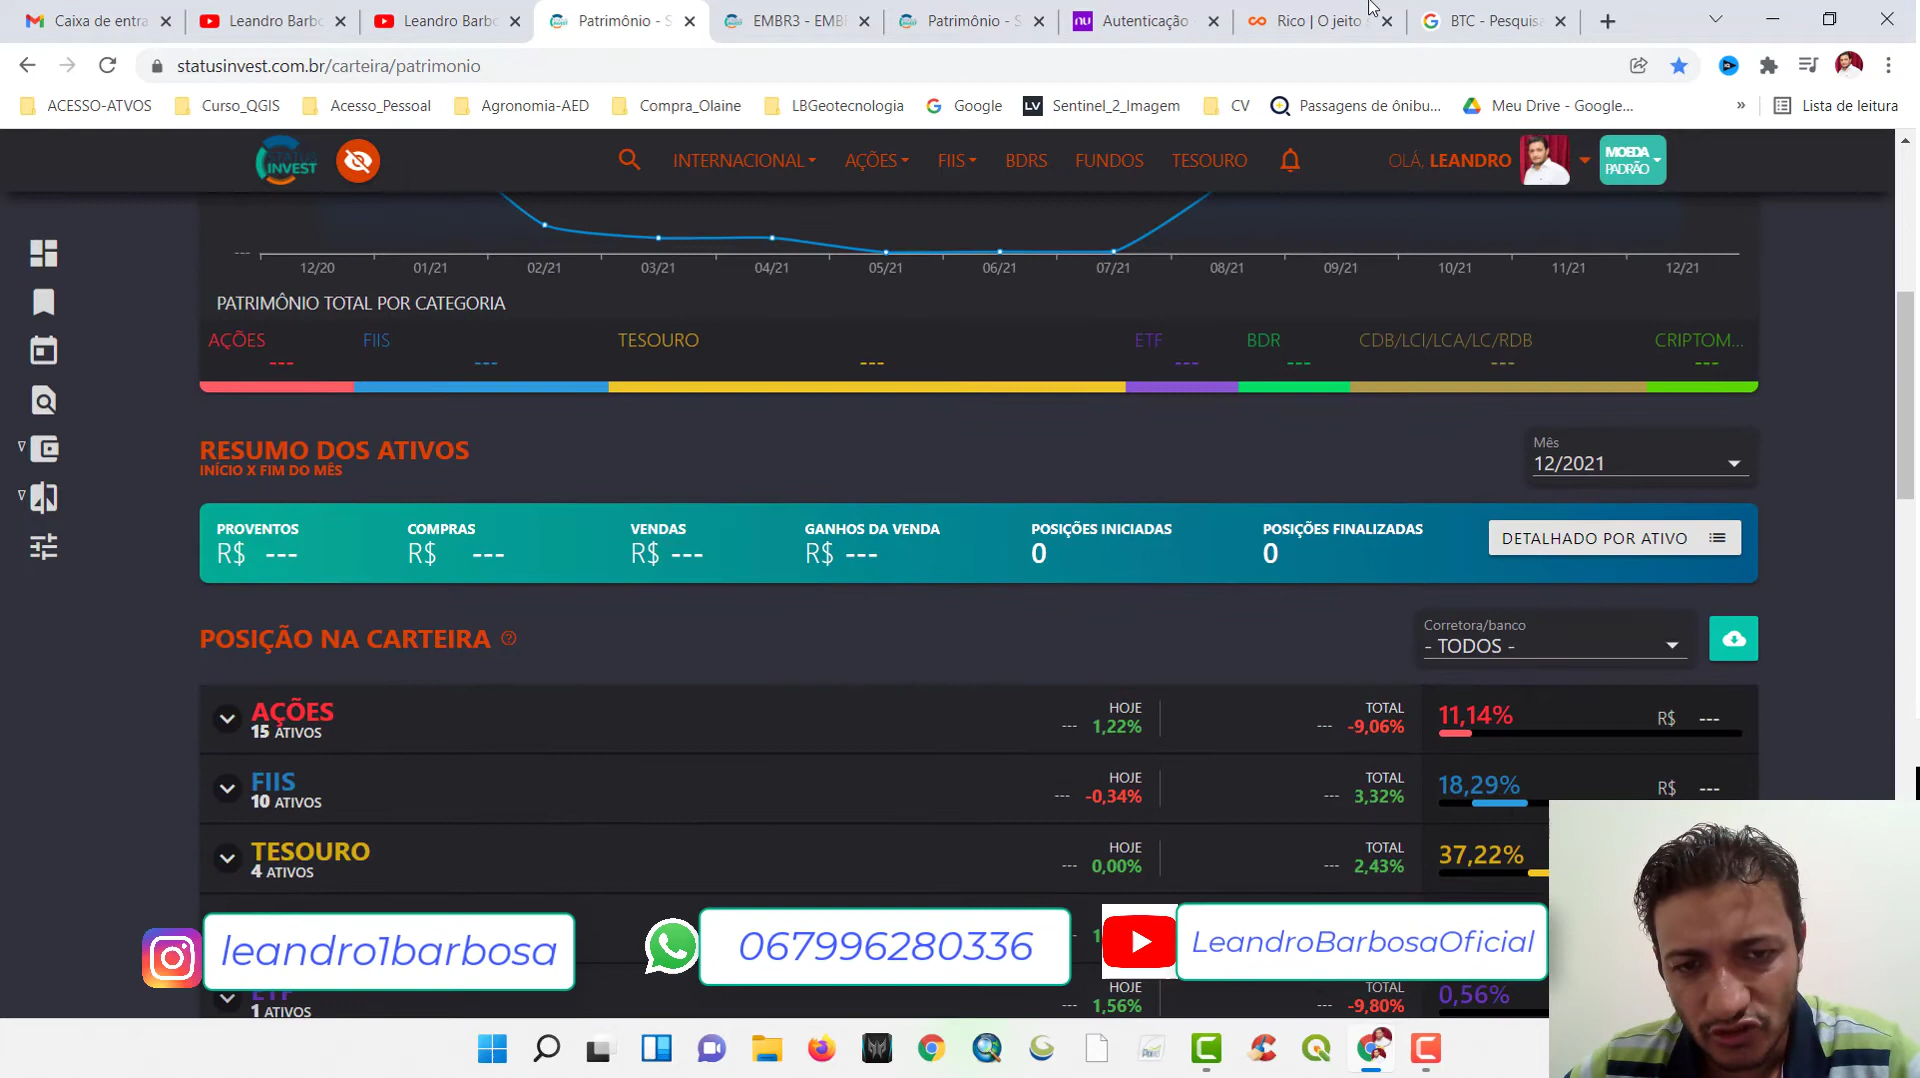 Caixa de entra
Leandro Barb
Leandro Barb
Patrimônio - S
EMBR3 - EMB
Patrimônio - S
nu
Autenticação
Rico | O jeito
BTC - Pesquisa
statusinvest.com.br/carteira/patrimonio
ACESSO-ATVOS
Curso_QGIS
Acesso_Pessoal
Agronomia-AED
Compra_Olaine
LBGeotecnologia
Google
LV
Sentinel_2_Imagem
CV
Passagens de ônibu...
Meu Drive - Google...
»
Lista de leitura
STATUS
INVEST
INTERNACIONAL
AÇÕES
FIIS
BDRS
FUNDOS
TESOURO
OLÁ, LEANDRO
MOEDA
PADRÃO
---
12/20
01/21
02/21
03/21
04/21
05/21
06/21
07/21
08/21
09/21
10/21
11/21
12/21
PATRIMÔNIO TOTAL POR CATEGORIA
AÇÕES
---
FIIS
---
TESOURO
---
ETF
---
BDR
---
CDB/LCI/LCA/LC/RDB
---
CRIPTOM...
---
RESUMO DOS ATIVOS
INÍCIO X FIM DO MÊS
Mês
12/2021
PROVENTOS
R$ ---
COMPRAS
R$ ---
VENDAS
R$ ---
GANHOS DA VENDA
R$ ---
POSIÇÕES INICIADAS
0
POSIÇÕES FINALIZADAS
0
DETALHADO POR ATIVO
POSIÇÃO NA CARTEIRA
Corretora/banco
- TODOS -
AÇÕES
15 ATIVOS
HOJE
--- 1,22%
TOTAL
--- -9,06%
11,14%
R$ ---
FIIS
10 ATIVOS
HOJE
--- -0,34%
TOTAL
--- 3,32%
18,29%
R$ ---
TESOURO
4 ATIVOS
HOJE
--- 0,00%
TOTAL
--- 2,43%
37,22%
leandro1barbosa
067996280336
LeandroBarbosaOficial
ETF
1 ATIVOS
HOJE
--- 1,56%
TOTAL
--- -9,80%
0,56%